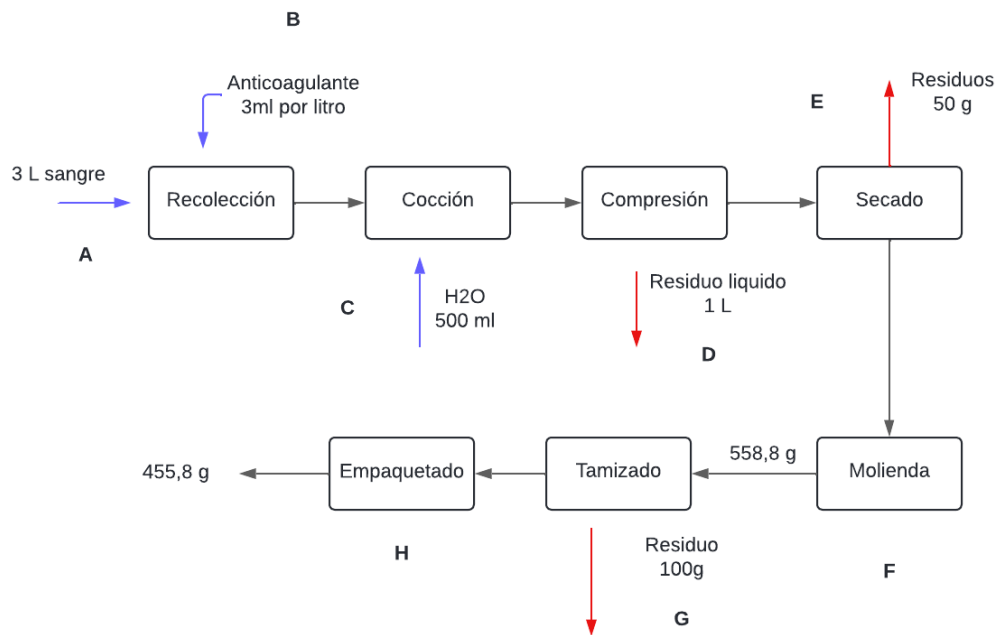 B
Anticoagulante
3ml por litro
E
Residuos
50 g
3 L sangre
Recolección
Cocción
Compresión
Secado
A
C
H2O
500 ml
Residuo liquido
1 L
D
455,8 g
Empaquetado
Tamizado
558,8 g
Molienda
H
Residuo
100g
F
G